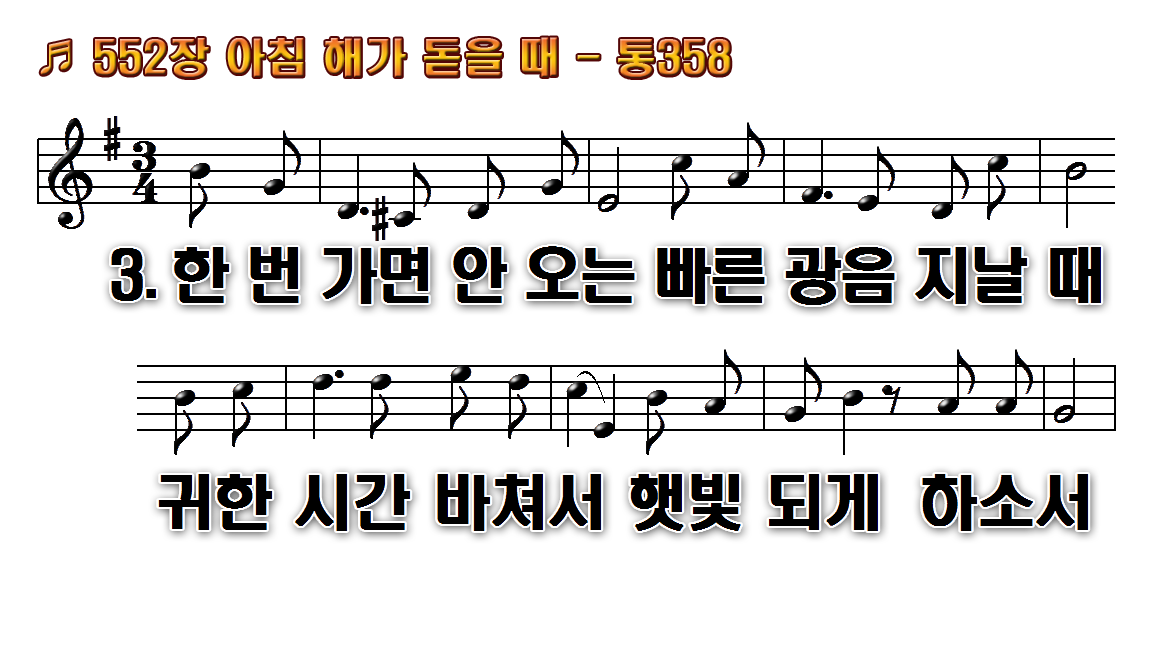 552장 아침 해가 돋을 때 - 통358
3
4
3. 한 번 가면 안 오는 빠른 광음 지날 때
귀한 시간 바쳐서 햇빛 되게 하소서